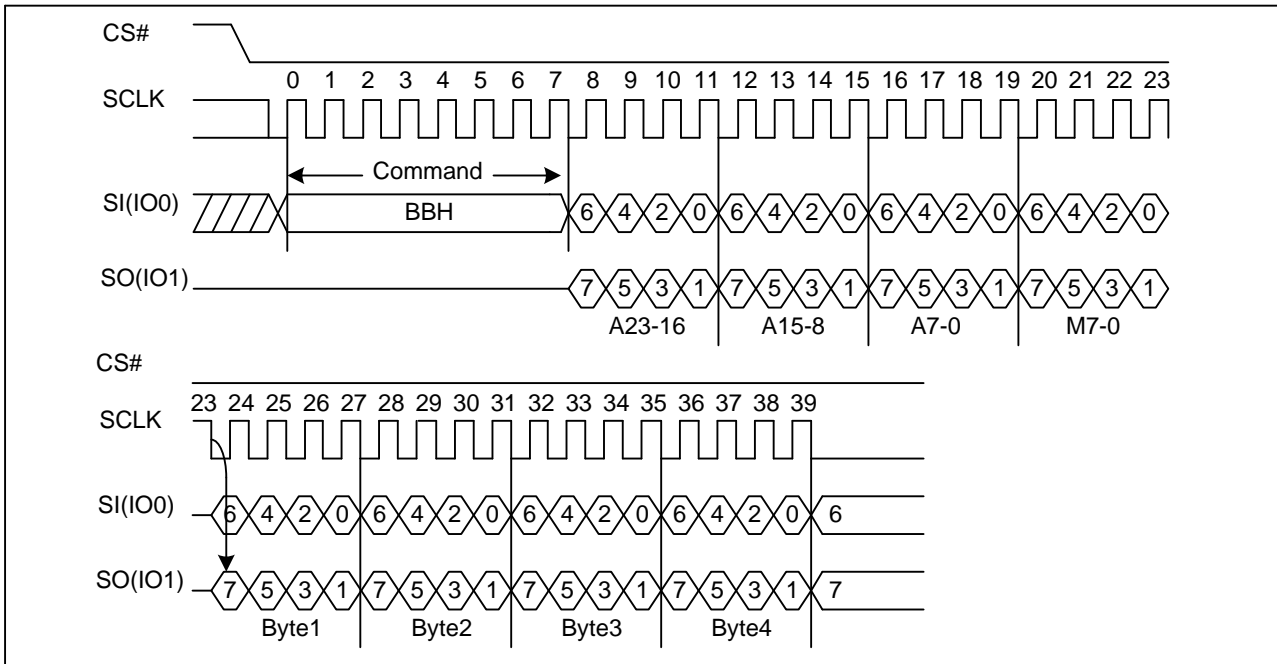 CS#
0 1 2 3 4 5 6 7 8 9 10 11 12 13 14 15 16 17 18 19 20 21 22 23
SCLK
Command
SI(IO0) BBH 6 4 2 0 6 4 2 0 6 4 2 0 6 4 2 0
SO(IO1) 7 5 3 1 7 5 3 1 7 5 3 1 7 5 3 1
A23-16 A15-8 A7-0 M7-0
CS#
23 24 25 26 27 28 29 30 31 32 33 34 35 36 37 38 39
SCLK
SI(IO0) 6 4 2 0 6 4 2 0 6 4 2 0 6 4 2 0 6
SO(IO1) 7 5 3 1 7 5 3 1 7 5 3 1 7 5 3 1 7
Byte1 Byte2 Byte3 Byte4